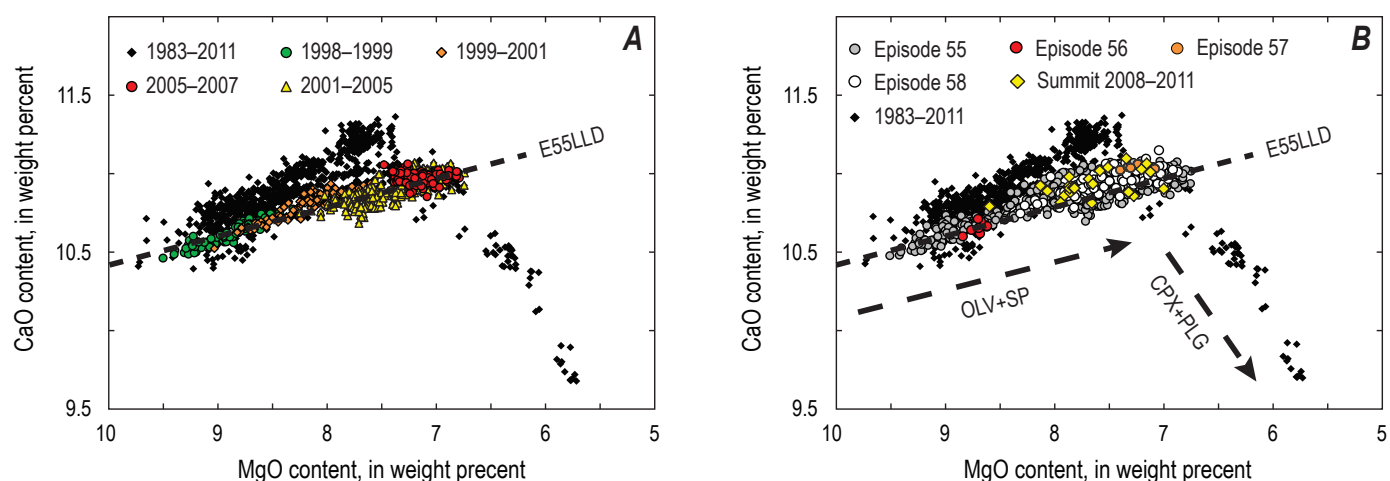 A
1983–2011
1998–1999
1999–2001
2005–2007
2001–2005
E55LLD
11.5
10.5
9.5
CaO content, in weight percent
10 9 8 7 6 5
MgO content, in weight precent
B
Episode 55
Episode 56
Episode 57
Episode 58
Summit 2008–2011
1983–2011
E55LLD
OLV+SP
CPX+PLG
11.5
10.5
9.5
CaO content, in weight percent
10 9 8 7 6 5
MgO content, in weight precent